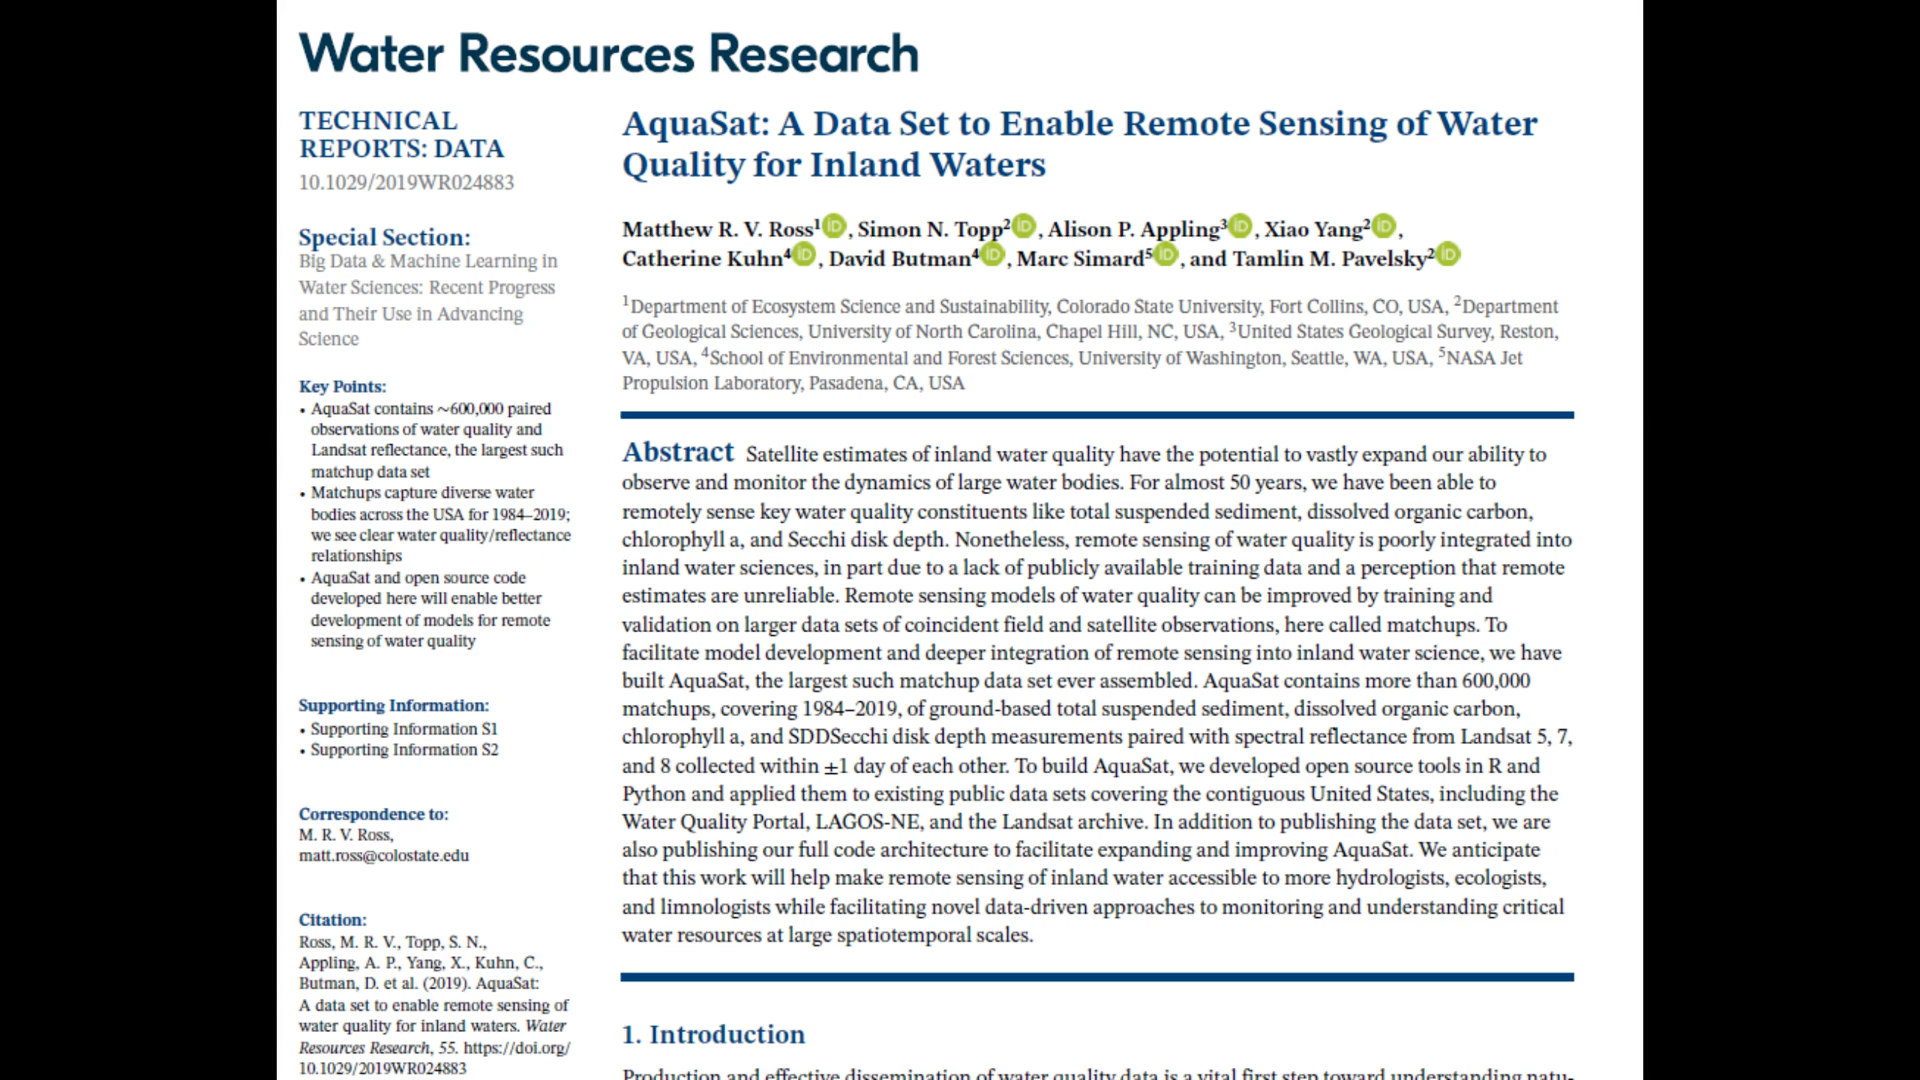 Water Resources Research
TECHNICAL
REPORTS: DATA
10.1029/2019WR024883
Special Section:
Big Data & Machine Learning in
Water Sciences: Recent Progress
and Their Use in Advancing
Science
Key Points:
• AquaSat contains ~600,000 paired
observations of water quality and
Landsat reflectance, the largest such
matchup data set
• Matchups capture diverse water
bodies across the USA for 1984–2019;
we see clear water quality/reflectance
relationships
• AquaSat and open source code
developed here will enable better
development of models for remote
sensing of water quality
Supporting Information:
• Supporting Information S1
• Supporting Information S2
Correspondence to:
M. R. V. Ross,
matt.ross@colostate.edu
Citation:
Ross, M. R. V., Topp, S. N.,
Appling, A. P., Yang, X., Kuhn, C.,
Butman, D. et al. (2019). AquaSat:
A data set to enable remote sensing of
water quality for inland waters. Water
Resources Research, 55. https://doi.org/
10.1029/2019WR024883
AquaSat: A Data Set to Enable Remote Sensing of Water
Quality for Inland Waters
Matthew R. V. Ross1 iD, Simon N. Topp2 iD, Alison P. Appling3 iD, Xiao Yang2 iD,
Catherine Kuhn4 iD, David Butman4 iD, Marc Simard5 iD, and Tamlin M. Pavelsky2 iD
1Department of Ecosystem Science and Sustainability, Colorado State University, Fort Collins, CO, USA, 2Department
of Geological Sciences, University of North Carolina, Chapel Hill, NC, USA, 3United States Geological Survey, Reston,
VA, USA, 4School of Environmental and Forest Sciences, University of Washington, Seattle, WA, USA, 5NASA Jet
Propulsion Laboratory, Pasadena, CA, USA
Abstract Satellite estimates of inland water quality have the potential to vastly expand our ability to
observe and monitor the dynamics of large water bodies. For almost 50 years, we have been able to
remotely sense key water quality constituents like total suspended sediment, dissolved organic carbon,
chlorophyll a, and Secchi disk depth. Nonetheless, remote sensing of water quality is poorly integrated into
inland water sciences, in part due to a lack of publicly available training data and a perception that remote
estimates are unreliable. Remote sensing models of water quality can be improved by training and
validation on larger data sets of coincident field and satellite observations, here called matchups. To
facilitate model development and deeper integration of remote sensing into inland water science, we have
built AquaSat, the largest such matchup data set ever assembled. AquaSat contains more than 600,000
matchups, covering 1984–2019, of ground-based total suspended sediment, dissolved organic carbon,
chlorophyll a, and SDDSecchi disk depth measurements paired with spectral reflectance from Landsat 5, 7,
and 8 collected within ±1 day of each other. To build AquaSat, we developed open source tools in R and
Python and applied them to existing public data sets covering the contiguous United States, including the
Water Quality Portal, LAGOS-NE, and the Landsat archive. In addition to publishing the data set, we are
also publishing our full code architecture to facilitate expanding and improving AquaSat. We anticipate
that this work will help make remote sensing of inland water accessible to more hydrologists, ecologists,
and limnologists while facilitating novel data-driven approaches to monitoring and understanding critical
water resources at large spatiotemporal scales.
1. Introduction
Production and effective dissemination of water quality data is a vital first step toward understanding natu-